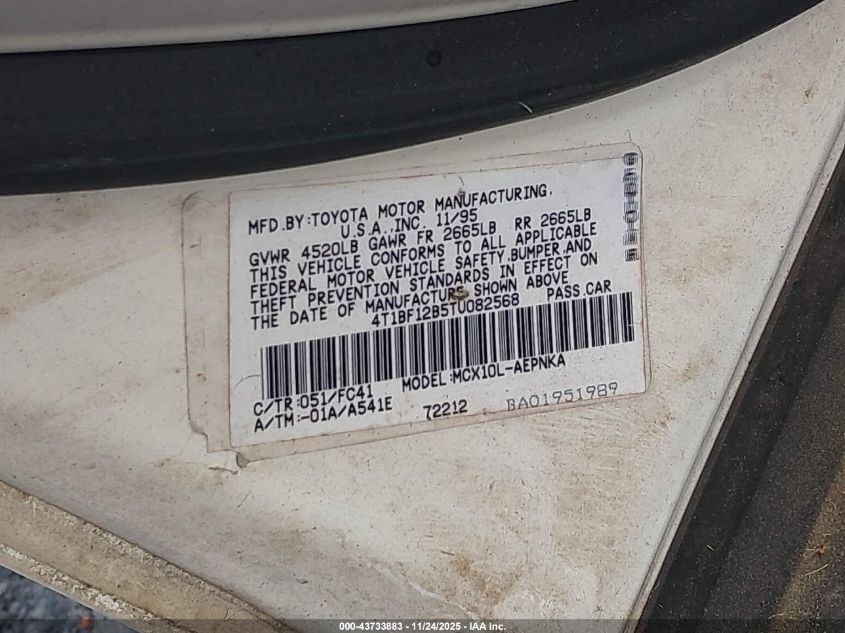 MFD.BY:TOYOTA MOTOR MANUFACTURING,
U.S.A.,INC. 11/95
GVWR 4520LB GAWR FR 2665LB RR 2665LB
THIS VEHICLE CONFORMS TO ALL APPLICABLE
FEDERAL MOTOR VEHICLE SAFETY,BUMPER,AND
THEFT PREVENTION STANDARDS IN EFFECT ON
THE DATE OF MANUFACTURE SHOWN ABOVE
4T1BF12B5TU082568 PASS.CAR
C/TR:051/FC41 MODEL:MCX10L-AEPNKA
A/TM:-01A/A541E 72212 BA01951989
000-43733883 - 11/24/2025 - IAA Inc.